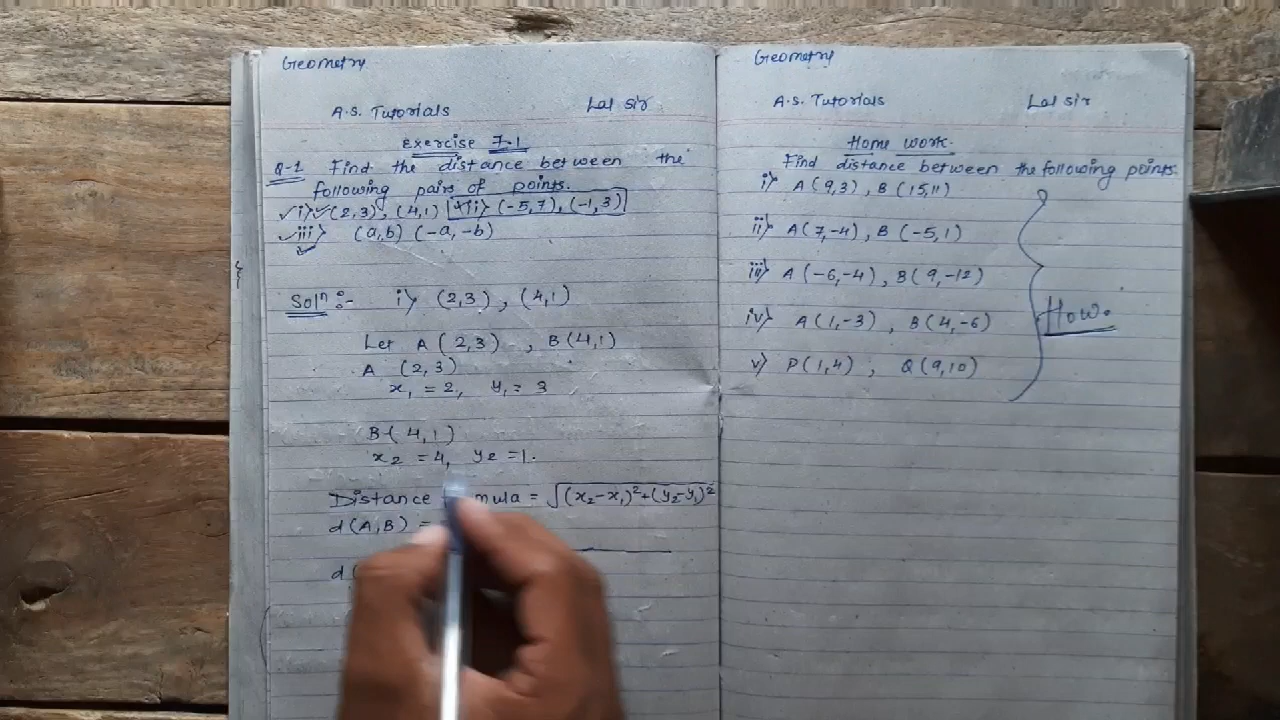 Geometry
A.S. Tutorials Lal sir
Exercise 7.1
Q-1 Find the distance between the
following pairs of points.
i) (2,3), (4,1) ii) (-5,7), (-1,3)
iii) (a,b) (-a,-b)
Solⁿ :- i) (2,3), (4,1)
Let A (2,3), B(4,1)
A (2,3)
x₁ = 2, y₁ = 3
B(4,1)
x₂ = 4, y₂ = 1.
Distance = √(x₂-x₁)²+(y₂-y₁)²
d(A,B) =
d(
Geometry
A.S. Tutorials Lal sir
Home work.
Find distance between the following points.
i) A(9,3), B(15,11)
ii) A(7,-4), B(-5,1)
iii) A(-6,-4), B(9,-12)
iv) A(1,-3), B(4,-6)
v) P(1,4), Q(9,10)
H.ow.